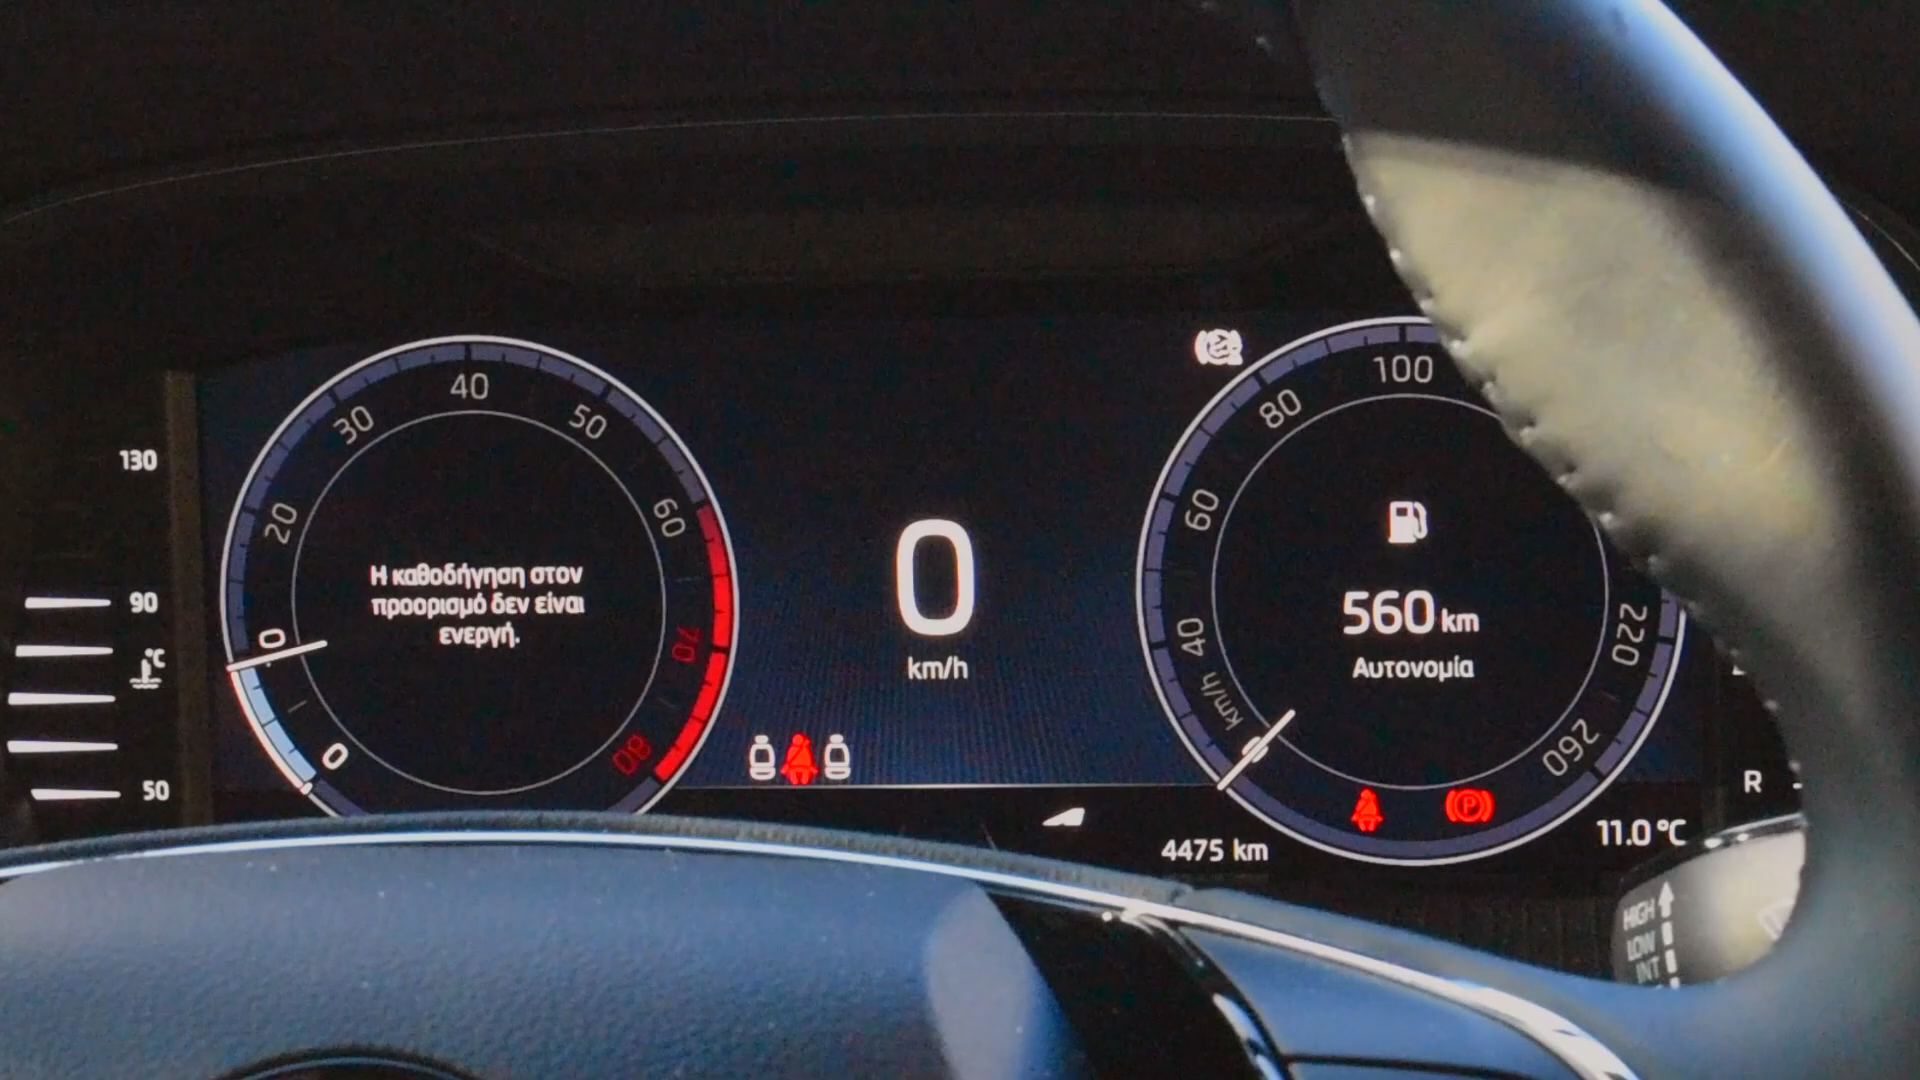 130
90
°C
50
0
20
30
40
50
60
70
80
0
Η καθοδήγηση στον
προορισμό δεν είναι
ενεργή.
0
km/h
40
60
80
100
220
260
km/h
560 km
Αυτονομία
P
4475 km
11.0 °C
R
HIGH
LOW
INT